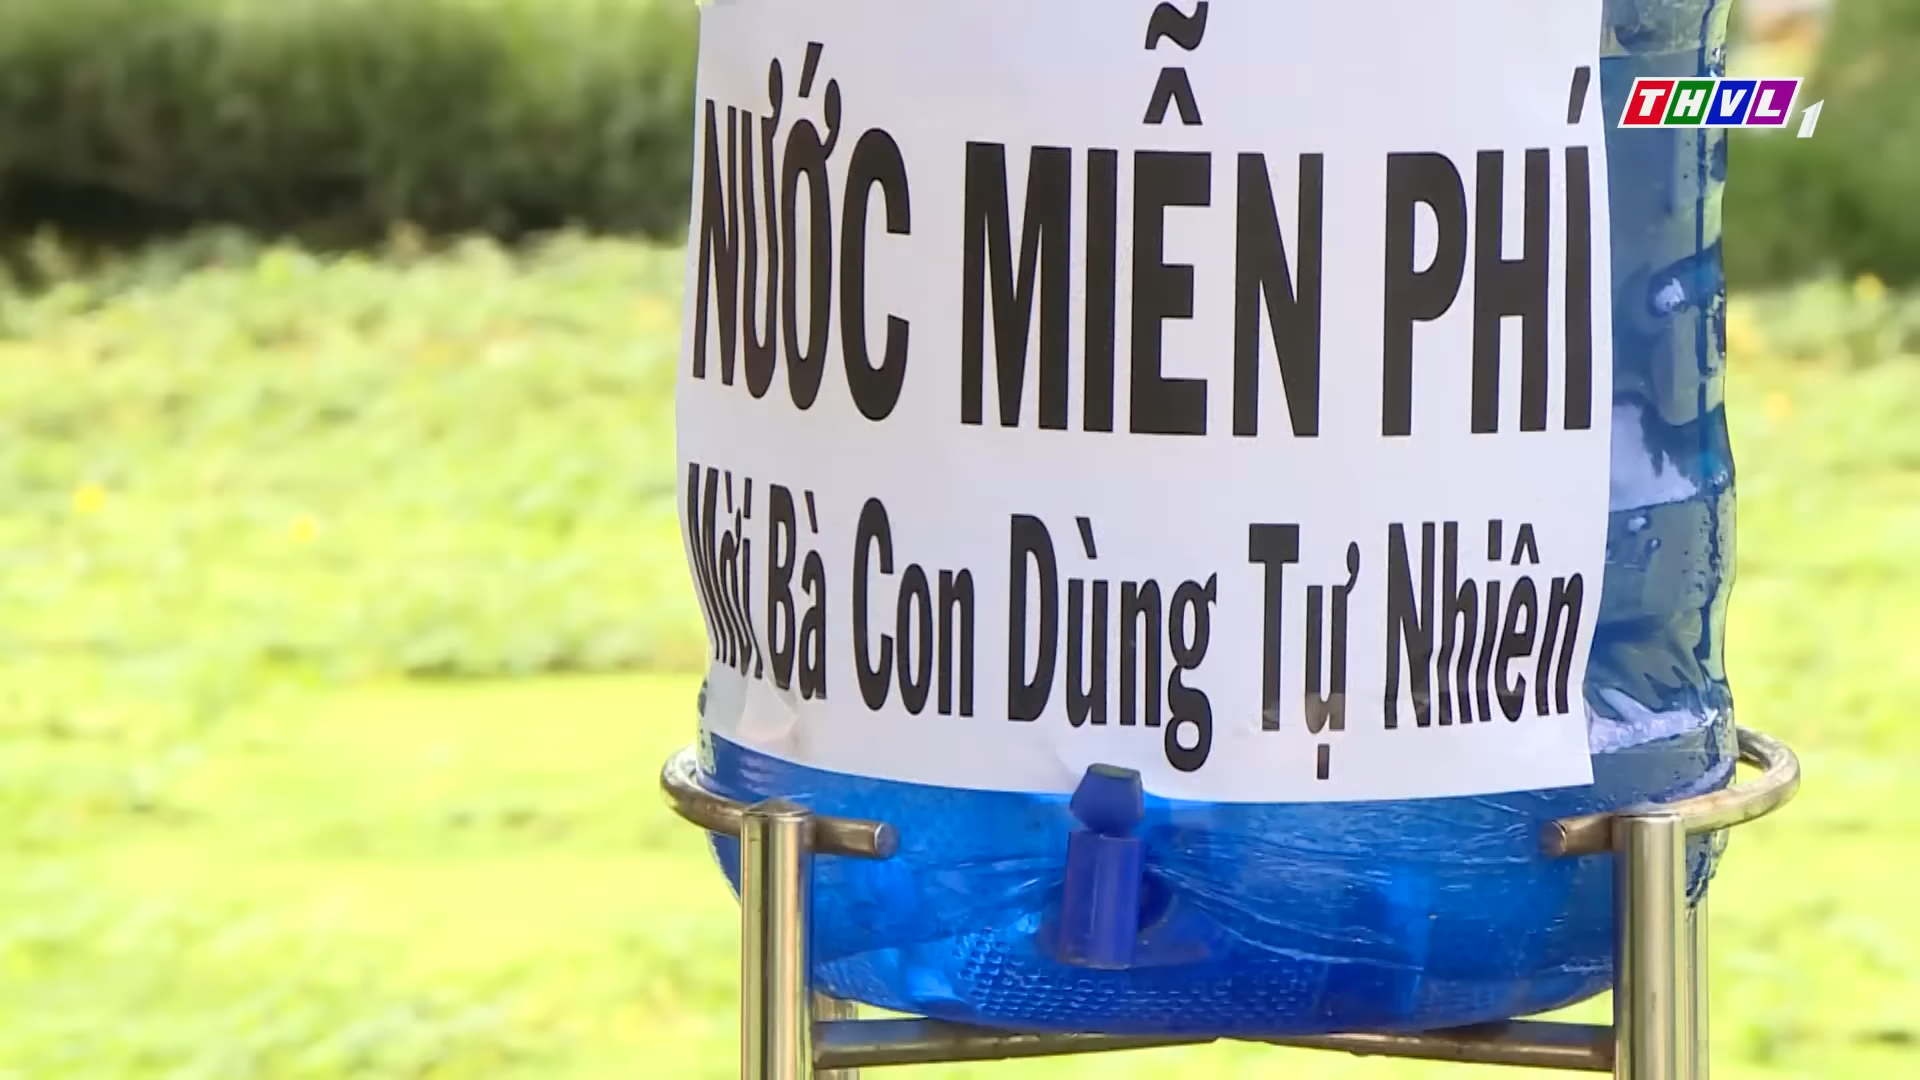 THVL1
NƯỚC MIỄN PHÍ
Mời Bà Con Dùng Tự Nhiên